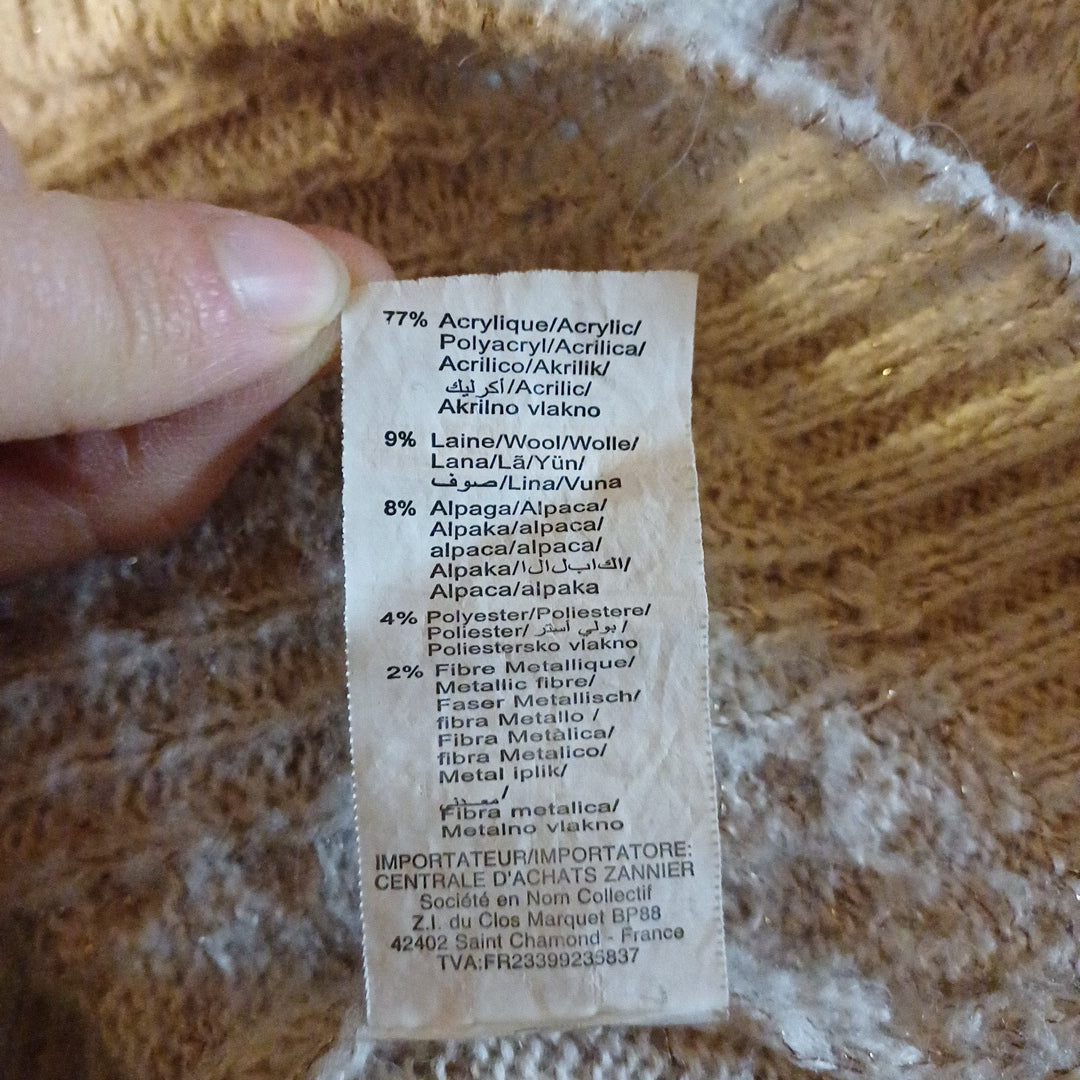 77% Acrylique/Acrylic/
Polyacryl/Acrilica/
Acrilico/Akrilik/
أكرليك/Acrilic/
Akrilno vlakno
9% Laine/Wool/Wolle/
Lana/Lã/Yün/
صوف/Lina/Vuna
8% Alpaga/Alpaca/
Alpaka/alpaca/
alpaca/alpaca/
Alpaka/اكابلالا/
Alpaca/alpaka
4% Polyester/Poliestere/
Poliester/ بولي أستر /
Poliestersko vlakno
2% Fibre Metallique/
Metallic fibre/
Faser Metallisch/
fibra Metallo /
Fibra Metàlica/
fibra Metalico/
Metal iplik/
معدني/
Fibra metalica/
Metalno vlakno
IMPORTATEUR/IMPORTATORE:
CENTRALE D'ACHATS ZANNIER
Société en Nom Collectif
Z.I. du Clos Marquet BP88
42402 Saint Chamond - France
TVA:FR23399235837